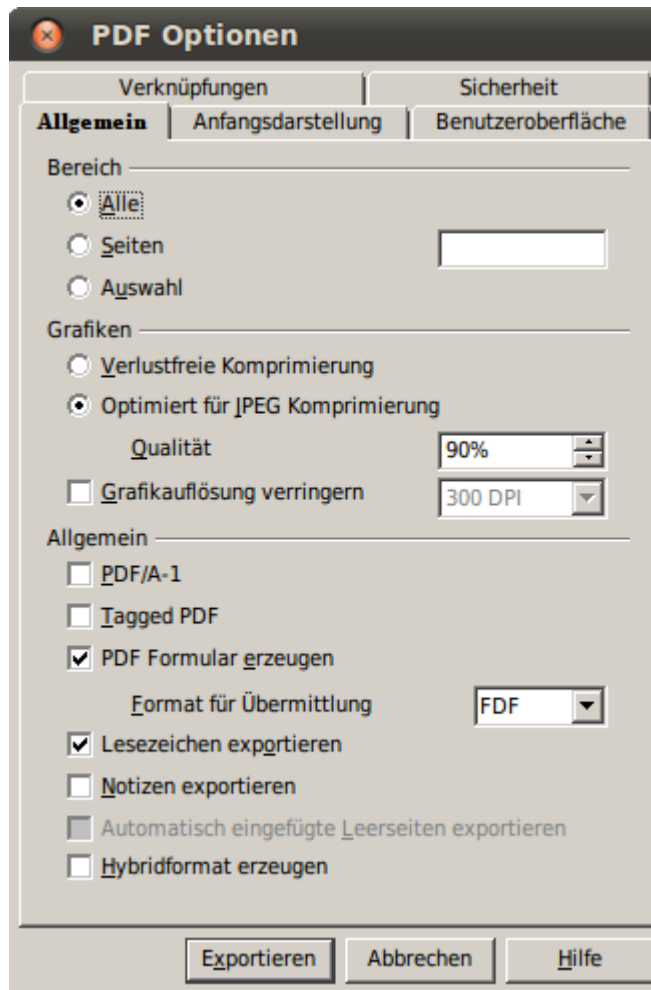 PDF Optionen
Verknüpfungen Sicherheit
Allgemein Anfangsdarstellung Benutzeroberfläche
Bereich
Alle
Seiten
Auswahl
Grafiken
Verlustfreie Komprimierung
Optimiert für JPEG Komprimierung
Qualität 90%
Grafikauflösung verringern 300 DPI
Allgemein
PDF/A-1
Tagged PDF
PDF Formular erzeugen
Format für Übermittlung FDF
Lesezeichen exportieren
Notizen exportieren
Automatisch eingefügte Leerseiten exportieren
Hybridformat erzeugen
Exportieren Abbrechen Hilfe